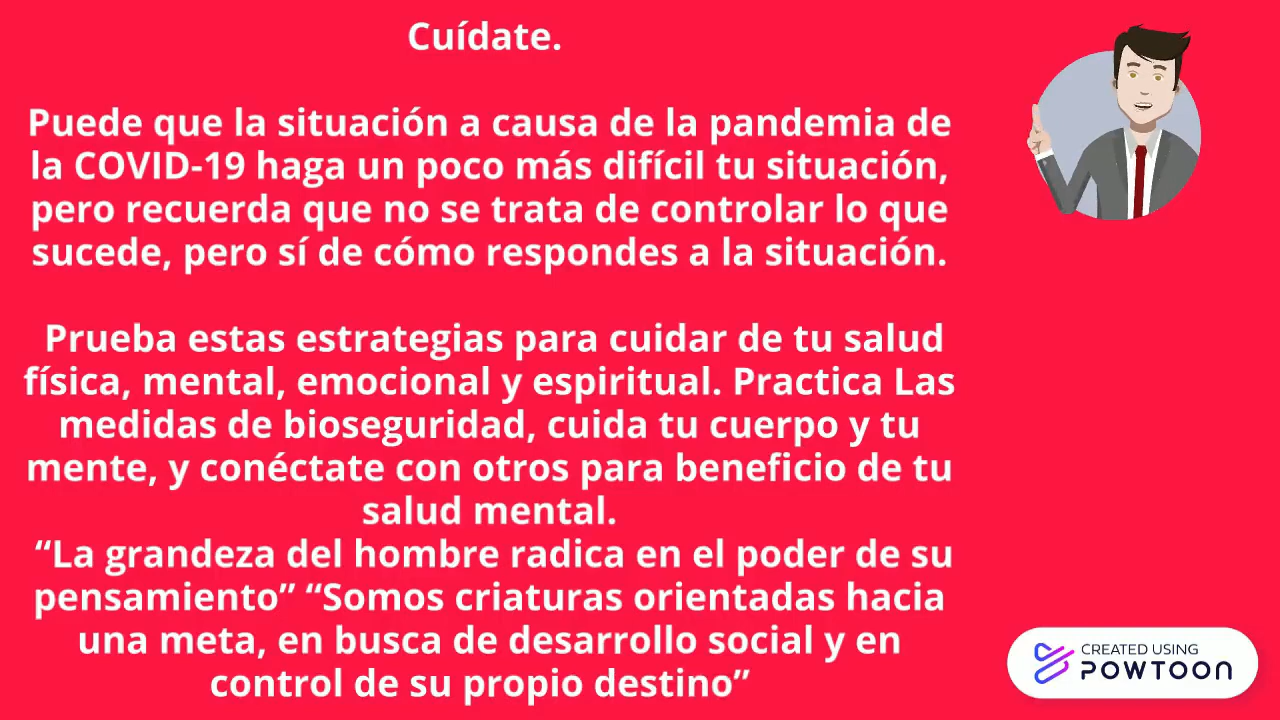 Cuídate.
Puede que la situación a causa de la pandemia de
la COVID-19 haga un poco más difícil tu situación,
pero recuerda que no se trata de controlar lo que
sucede, pero sí de cómo respondes a la situación.
Prueba estas estrategias para cuidar de tu salud
física, mental, emocional y espiritual. Practica Las
medidas de bioseguridad, cuida tu cuerpo y tu
mente, y conéctate con otros para beneficio de tu
salud mental.
“La grandeza del hombre radica en el poder de su
pensamiento” “Somos criaturas orientadas hacia
una meta, en busca de desarrollo social y en
control de su propio destino”
CREATED USING
POWTOON